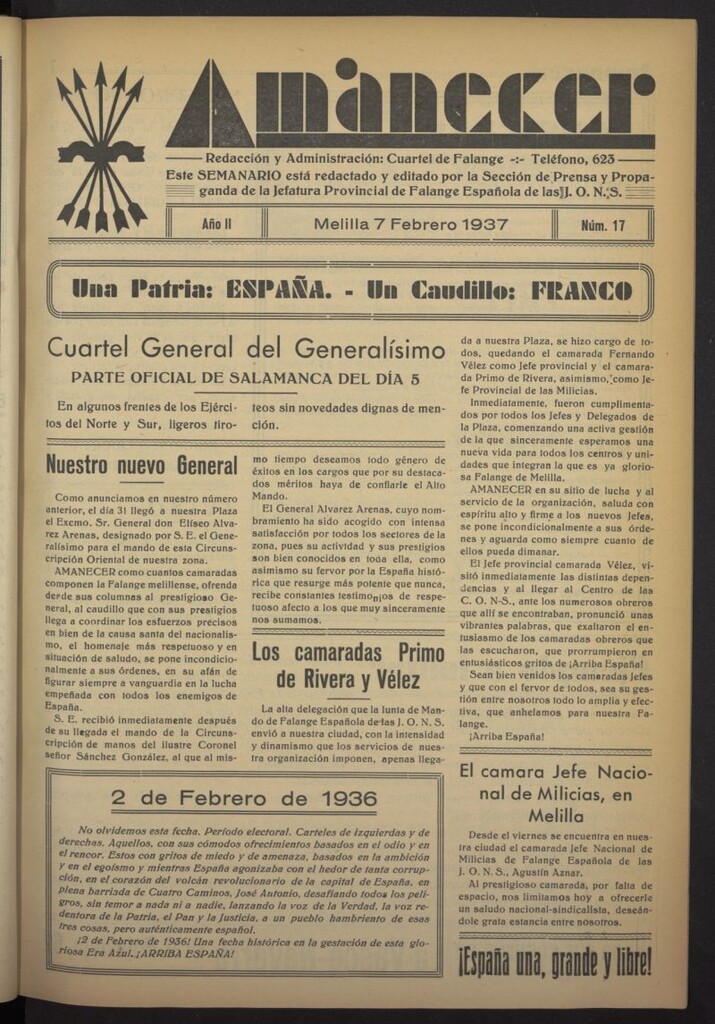 Amanecer
Redacción y Administración: Cuartel de Falange -:- Teléfono, 623
Este SEMANARIO está redactado y editado por la Sección de Prensa y Propa-
ganda de la Jefatura Provincial de Falange Española de las J. O. N. S.
Año II
Melilla 7 Febrero 1937
Núm. 17
Una Patria: ESPAÑA. - Un Caudillo: FRANCO
Cuartel General del Generalísimo
PARTE OFICIAL DE SALAMANCA DEL DÍA 5
En algunos frentes de los Ejérci-
tos del Norte y Sur, ligeros tiro-
teos sin novedades dignas de men-
ción.
Nuestro nuevo General
Como anunciamos en nuestro número
anterior, el día 31 llegó a nuestra Plaza
el Excmo. Sr. General don Elíseo Alva-
rez Arenas, designado por S. E. el Gene-
ralísimo para el mando de esta Circuns-
cripción Oriental de nuestra zona.
AMANECER como cuantos camaradas
componen la Falange melillense, ofrenda
derde sus columnas al prestigioso Ge-
neral, al caudillo que con sus prestigios
llega a coordinar los esfuerzos precisos
en bien de la causa santa del nacionalis-
mo, el homenaje más respetuoso y en
situación de saludo, se pone incondicio-
nalmente a sus órdenes, en su afán de
figurar siempre a vanguardia en la lucha
empeñada con todos los enemigos de
España.
S. E. recibió inmediatamente después
de su llegada el mando de la Circuns-
cripción de manos del ilustre Coronel
señor Sánchez González, al que al mis-
mo tiempo deseamos todo género de
éxitos en los cargos que por su destaca-
dos méritos haya de confiarle el Alto
Mando.
El General Alvarez Arenas, cuyo nom-
bramiento ha sido acogido con intensa
satisfacción por todos los sectores de la
zona, pues su actividad y sus prestigios
son bien conocidos en toda ella, como
asimismo su fervor por la España histó-
rica que resurge más potente que nunca,
recibe constantes testimonios de respe-
tuoso afecto a los que muy sinceramente
nos sumamos.
Los camaradas Primo
de Rivera y Vélez
La alta delegación que la Junta de Man-
do de Falange Española de las J. O. N. S.
envió a nuestra ciudad, con la intensidad
y dinamismo que los servicios de nues-
tra organización imponen, apenas llega-
da a nuestra Plaza, se hizo cargo de to-
dos, quedando el camarada Fernando
Vélez como Jefe provincial y el camara-
da Primo de Rivera, asimismo, como Je-
fe Provincial de las Milicias.
Inmediatamente, fueron cumplimenta-
dos por todos los Jefes y Delegados de
la Plaza, comenzando una activa gestión
de la que sinceramente esperamos una
nueva vida para todos los centros y uni-
dades que integran la que es ya glorio-
sa Falange de Melilla.
AMANECER en su sitio de lucha y al
servicio de la organización, saluda con
espíritu alto y firme a los nuevos Jefes,
se pone incondicionalmente a sus órde-
nes y aguarda como siempre cuanto de
ellos pueda dimanar.
El Jefe provincial camarada Vélez, vi-
sitó inmediatamente las distintas depen-
dencias y al llegar al Centro de las
C. O. N-S., ante los numerosos obreros
que allí se encontraban, pronunció unas
vibrantes palabras, que exaltaron el en-
tusiasmo de los camaradas obreros que
las escucharon, que prorrumpieron en
entusiásticos gritos de ¡Arriba España!
Sean bien venidos los camaradas Jefes
y que con el fervor de todos, sea su ges-
tión entre nosotros todo lo amplia y efec-
tiva, que anhelamos para nuestra Fa-
lange.
¡Arriba España!
El camara Jefe Nacio-
nal de Milicias, en
Melilla
Desde el viernes se encuentra en nues-
tra ciudad el camarada Jefe Nacional de
Milicias de Falange Española de las
J. O. N. S., Agustín Aznar.
Al prestigioso camarada, por falta de
espacio, nos limitamos hoy a ofrecerle
un saludo nacional-sindicalista, deseán-
dole grata estancia entre nosotros.
¡España una, grande y libre!
2 de Febrero de 1936
No olvidemos esta fecha. Período electoral. Carteles de izquierdas y de
derechas. Aquellos, con sus cómodos ofrecimientos basados en el odio y en
el rencor. Estos con gritos de miedo y de amenaza, basados en la ambición
y en el egoísmo y mientras España agonizaba con el hedor de tanta corrup-
ción, en el corazón del volcán revolucionario de la capital de España, en
plena barriada de Cuatro Caminos, José Antonio, desafiando todos los peli-
gros, sin temor a nada ni a nadie, lanzando la voz de la Verdad, la voz re-
dentora de la Patria, el Pan y la Justicia, a un pueblo hambriento de esas
tres cosas, pero auténticamente español.
¡2 de Febrero de 1936! Una fecha histórica en la gestación de esta glo-
riosa Era Azul. ¡ARRIBA ESPAÑA!